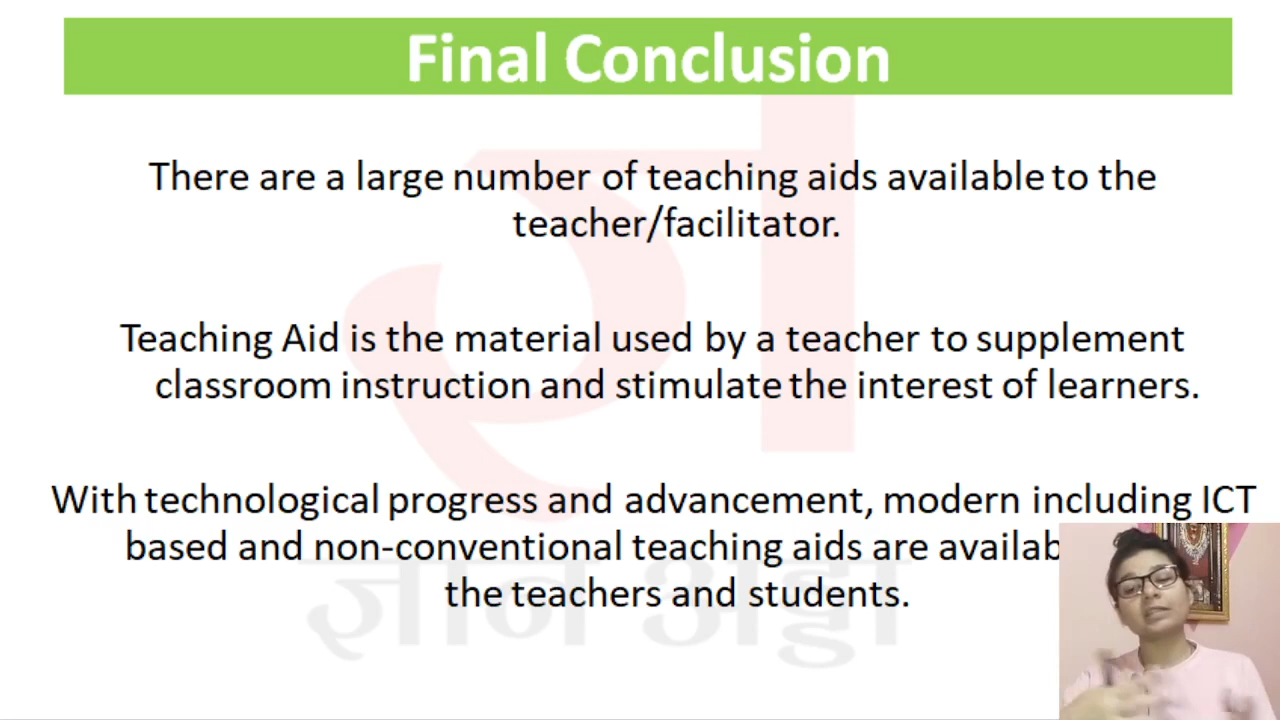 Final Conclusion
There are a large number of teaching aids available to the
teacher/facilitator.
Teaching Aid is the material used by a teacher to supplement
classroom instruction and stimulate the interest of learners.
With technological progress and advancement, modern including ICT
based and non-conventional teaching aids are availab
the teachers and students.
ज्ञान अड्डा